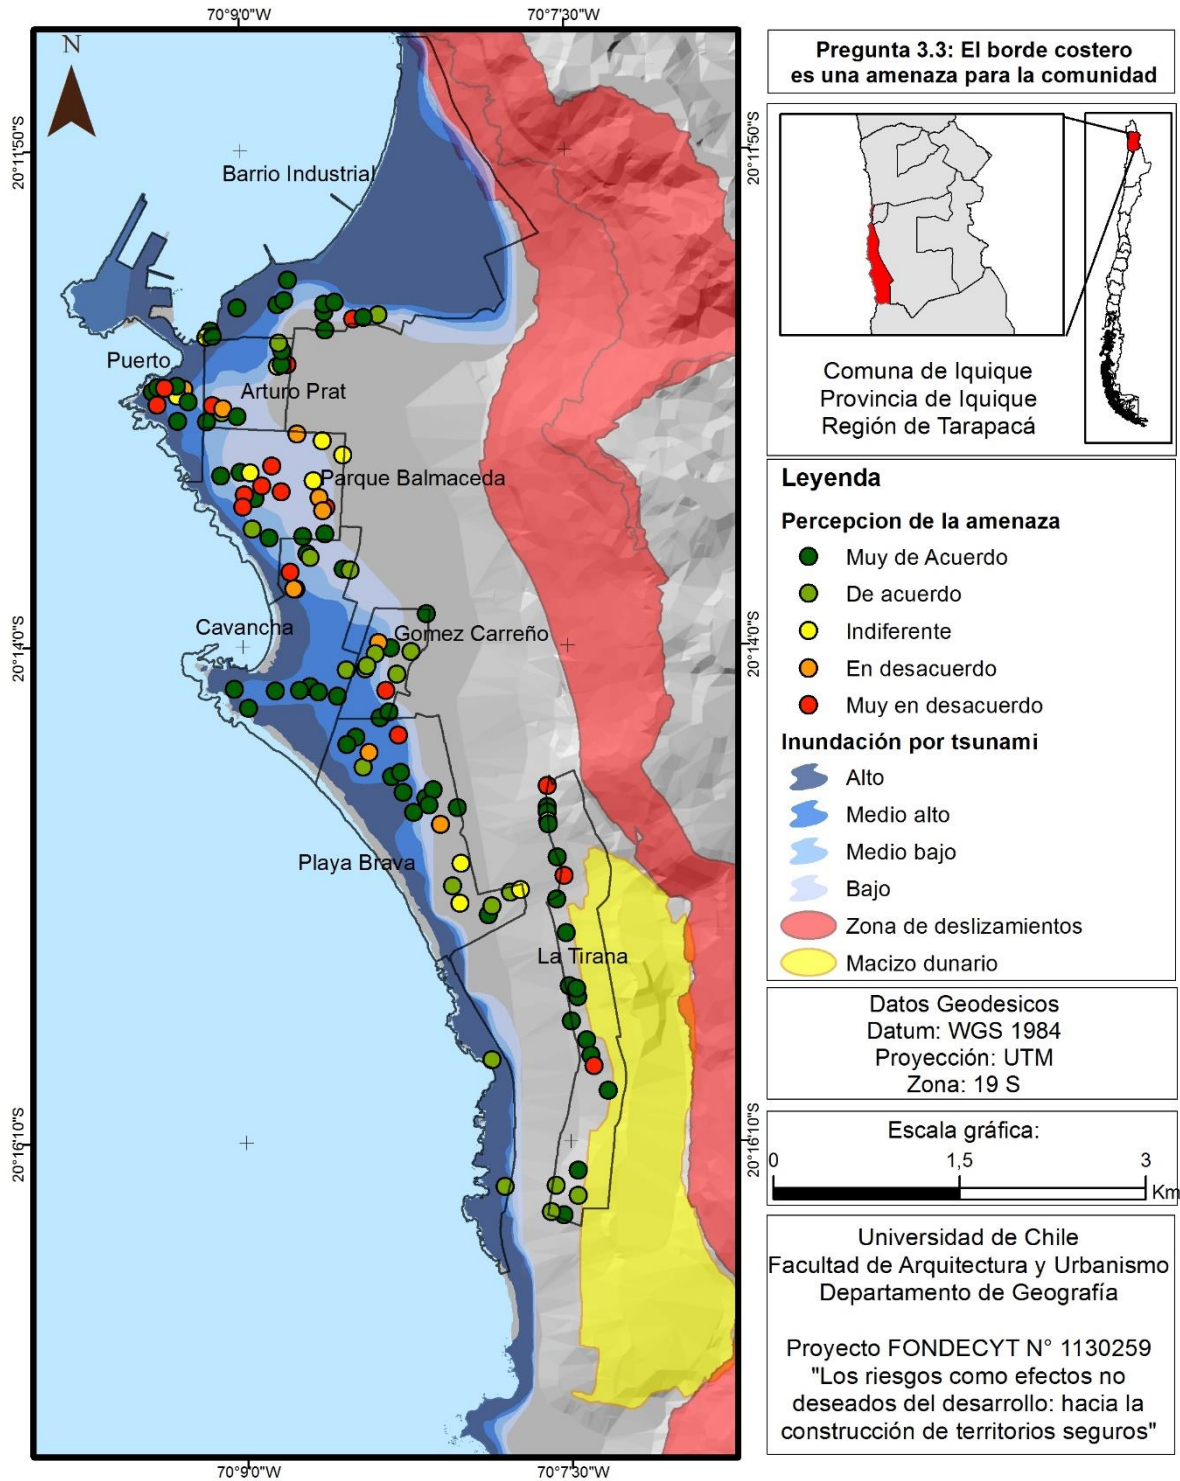 70°9'0"W
70°7'30"W
N
20°11'50"S
20°11'50"S
Barrio Industrial
Puerto
Arturo Prat
Parque Balmaceda
Cavancha
Gomez Carreño
20°14'0"S
20°14'0"S
Playa Brava
La Tirana
20°16'10"S
20°16'10"S
70°9'0"W
70°7'30"W
Pregunta 3.3: El borde costero
es una amenaza para la comunidad
Comuna de Iquique
Provincia de Iquique
Región de Tarapacá
Leyenda
Percepcion de la amenaza
Muy de Acuerdo
De acuerdo
Indiferente
En desacuerdo
Muy en desacuerdo
Inundación por tsunami
Alto
Medio alto
Medio bajo
Bajo
Zona de deslizamientos
Macizo dunario
Datos Geodesicos
Datum: WGS 1984
Proyección: UTM
Zona: 19 S
Escala gráfica:
0 1,5 3
Km
Universidad de Chile
Facultad de Arquitectura y Urbanismo
Departamento de Geografía
Proyecto FONDECYT N° 1130259
"Los riesgos como efectos no
deseados del desarrollo: hacia la
construcción de territorios seguros"